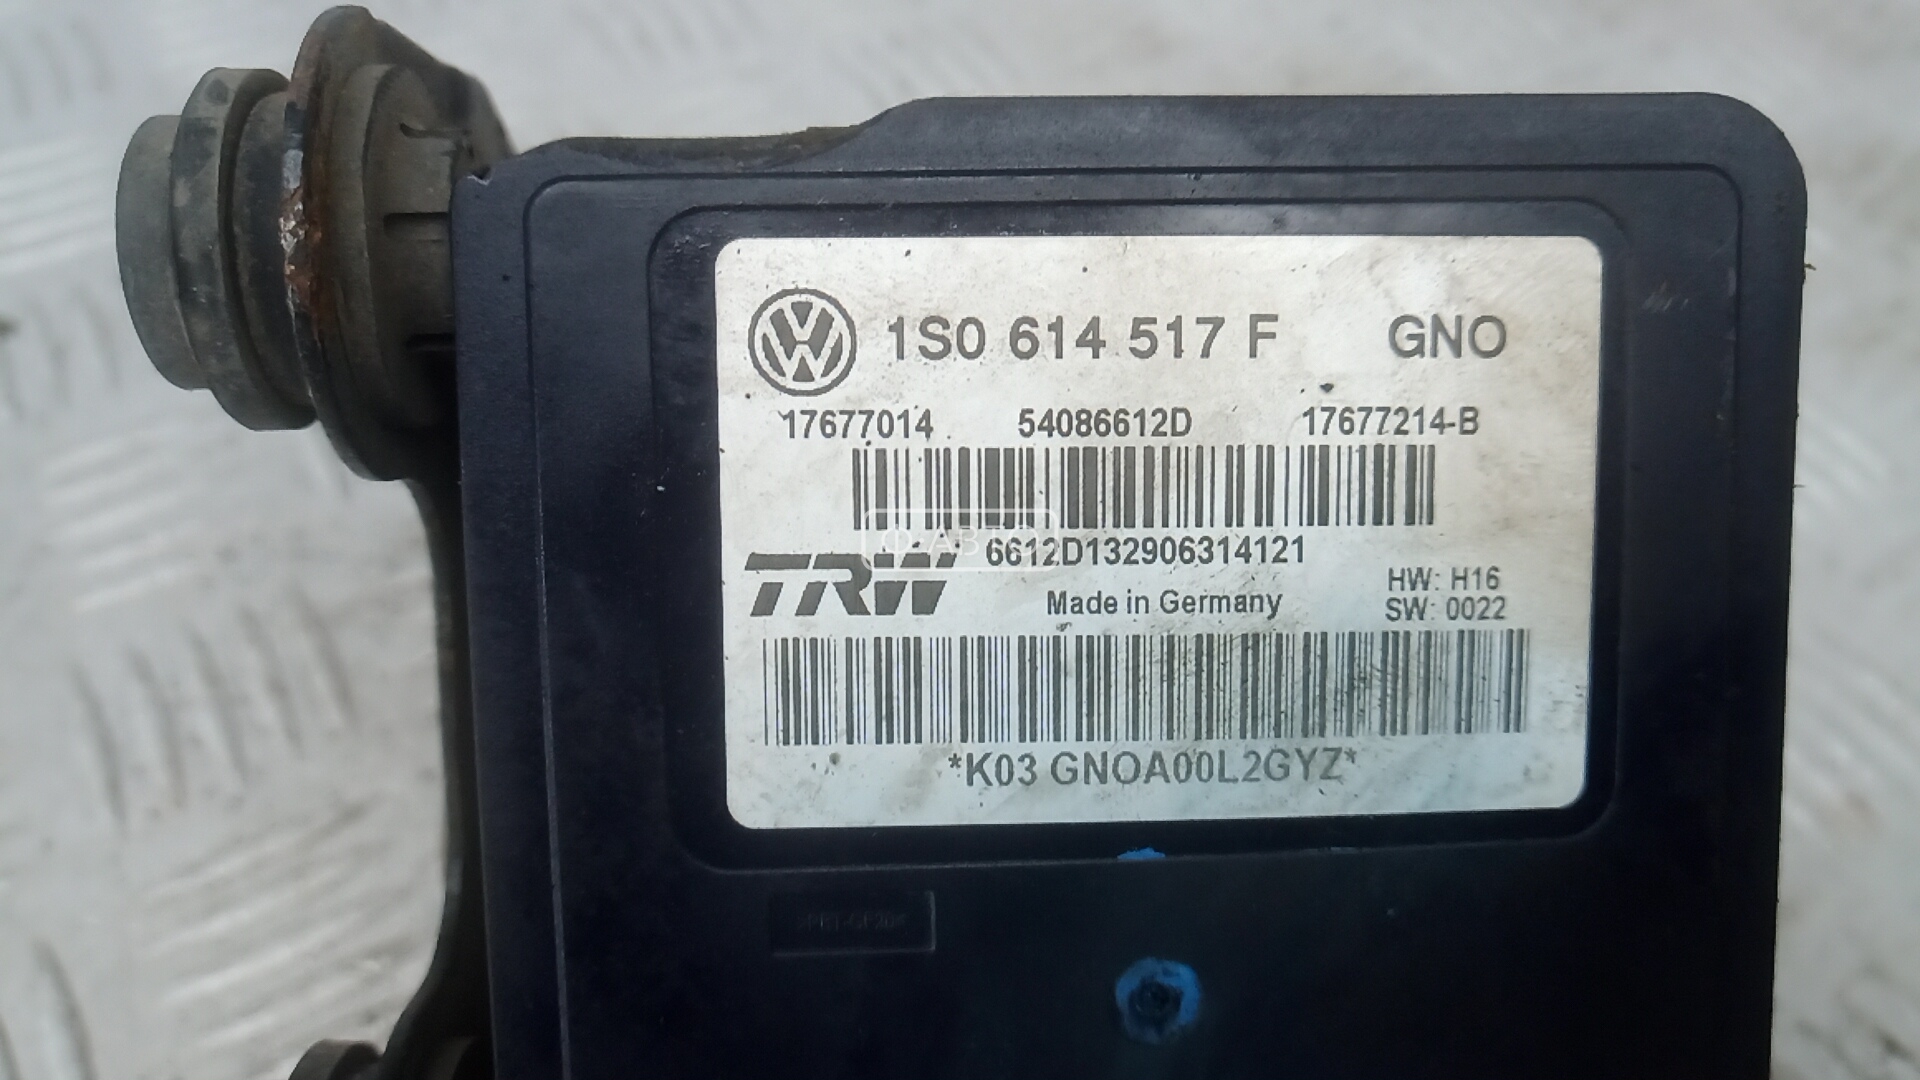 1S0 614 517 F GNO
17677014 54086612D 17677214-B
6612D132906314121
TRW
Made in Germany
HW: H16
SW: 0022
*K03 GNOA00L2GYZ*